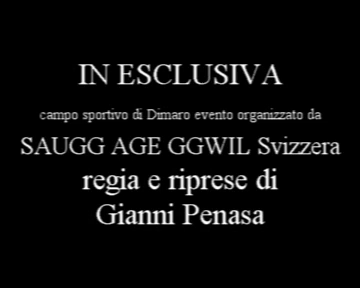 IN ESCLUSIVA
campo sportivo di Dimaro evento organizzato da
SAUGG AGE GGWIL Svizzera
regia e riprese di
Gianni Penasa